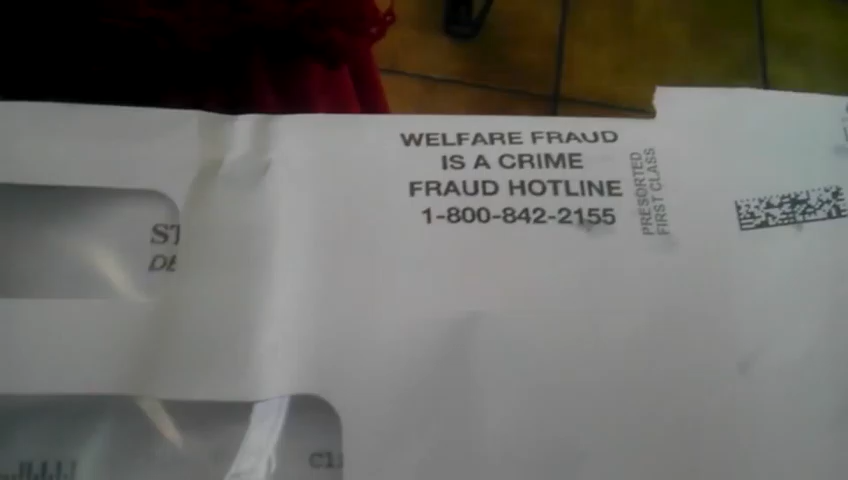 WELFARE FRAUD
IS A CRIME
FRAUD HOTLINE
1-800-842-2155
PRESORTED
FIRST CLASS